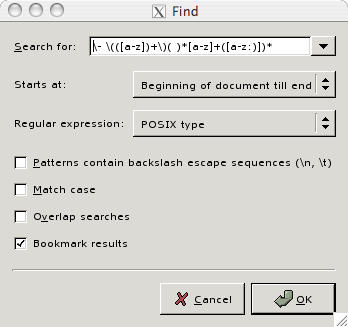 Find
Search for: \- \(([a-z])+\)( )*[a-z]+([a-z:)])*
Starts at: Beginning of document till end
Regular expression: POSIX type
Patterns contain backslash escape sequences (\n, \t)
Match case
Overlap searches
Bookmark results
Cancel OK